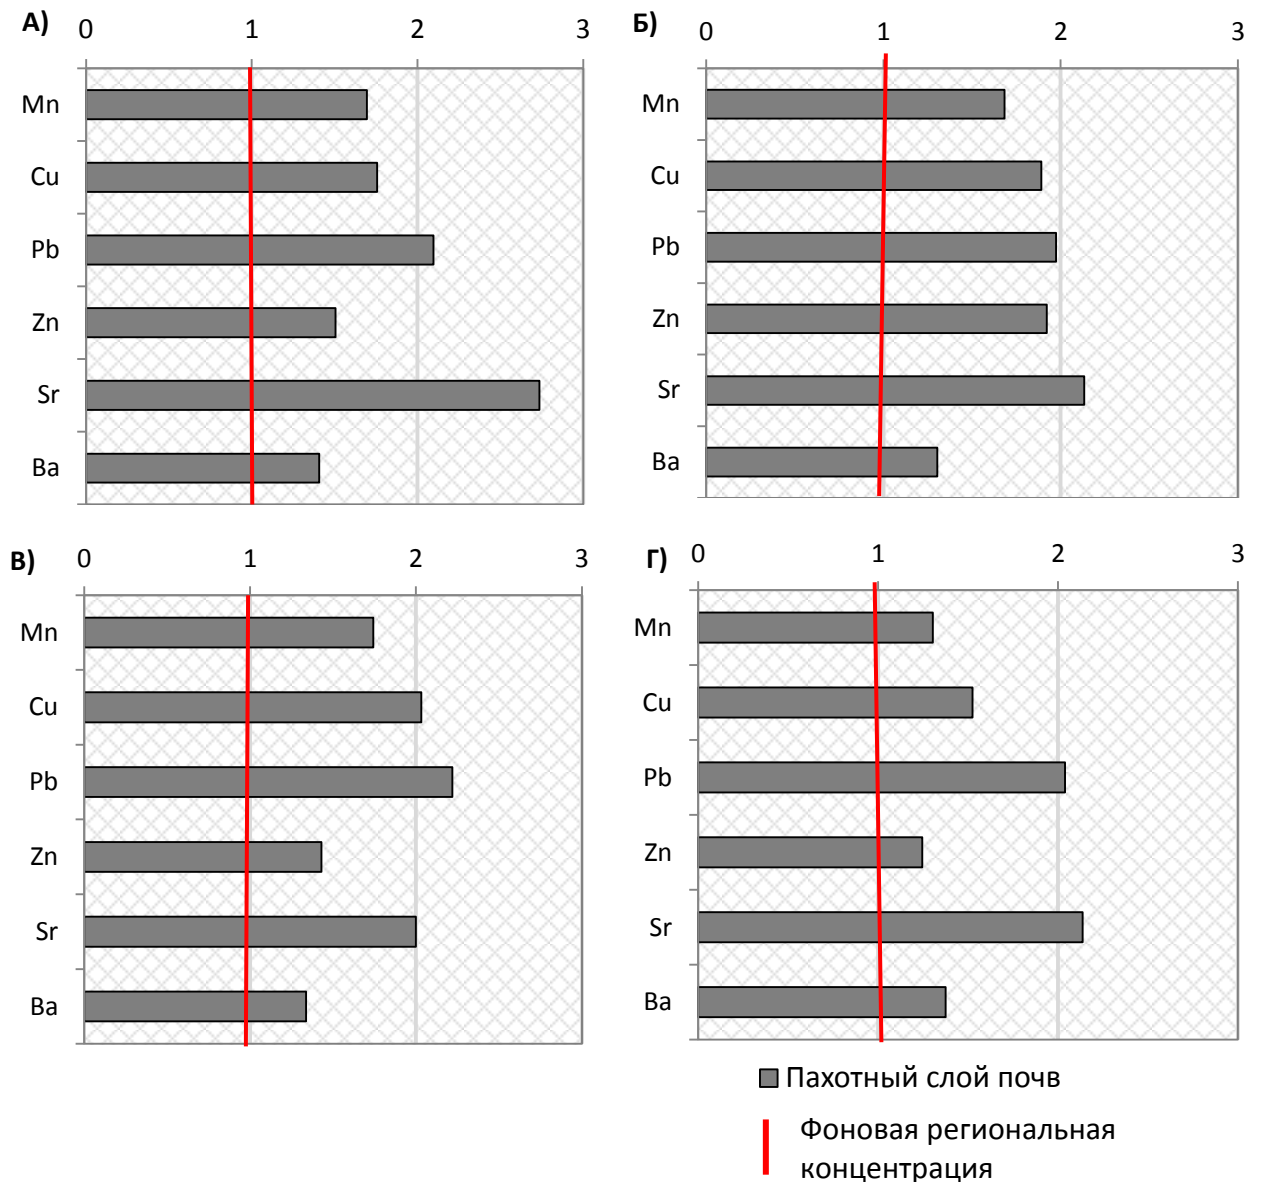 А)
0 1 2 3
Mn
Cu
Pb
Zn
Sr
Ba
Б)
0 1 2 3
Mn
Cu
Pb
Zn
Sr
Ba
В)
0 1 2 3
Mn
Cu
Pb
Zn
Sr
Ba
Г)
0 1 2 3
Mn
Cu
Pb
Zn
Sr
Ba
Пахотный слой почв
Фоновая региональная
концентрация